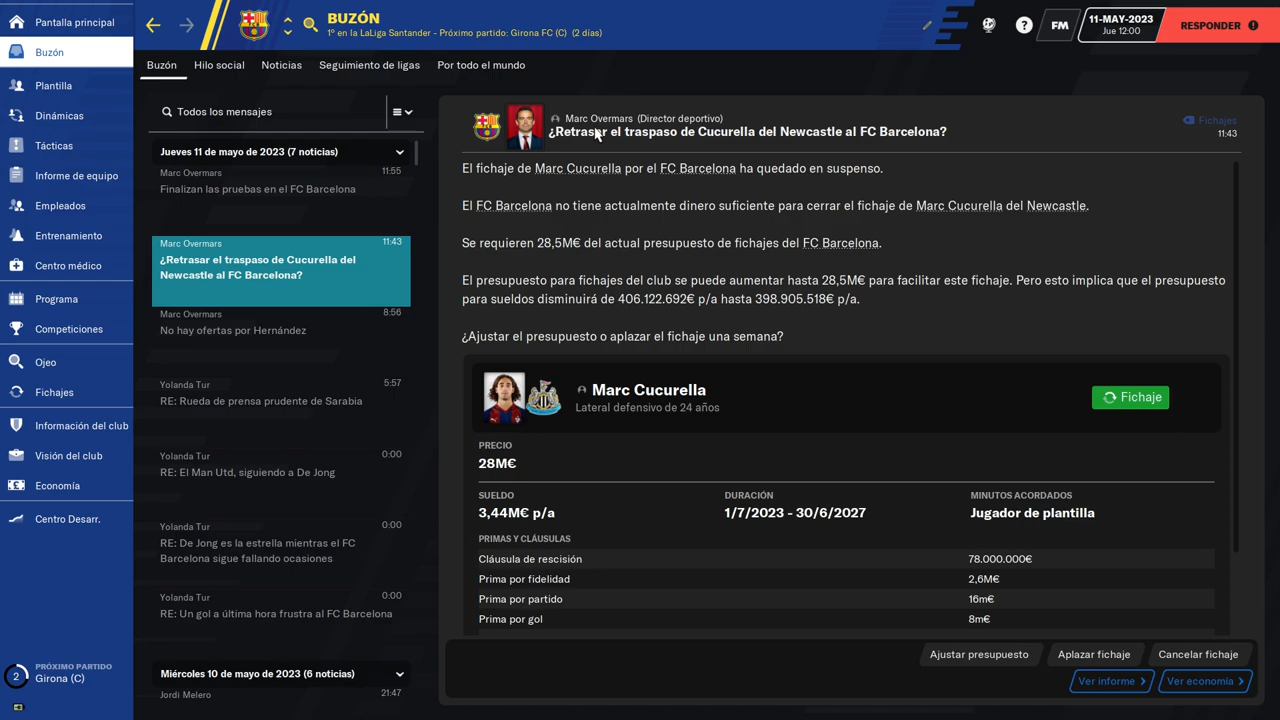 Pantalla principal
Buzón
Plantilla
Dinámicas
Tácticas
Informe de equipo
Empleados
Entrenamiento
Centro médico
Programa
Competiciones
Ojeo
Fichajes
Información del club
Visión del club
Economía
Centro Desarr.
2
PRÓXIMO PARTIDO
Girona (C)
BUZÓN
1º en la LaLiga Santander - Próximo partido: Girona FC (C) (2 días)
FM
11-MAY-2023
Jue 12:00
RESPONDER
Buzón Hilo social Noticias Seguimiento de ligas Por todo el mundo
Todos los mensajes
Jueves 11 de mayo de 2023 (7 noticias)
Marc Overmars 11:55
Finalizan las pruebas en el FC Barcelona
Marc Overmars 11:43
¿Retrasar el traspaso de Cucurella del
Newcastle al FC Barcelona?
Marc Overmars 8:56
No hay ofertas por Hernández
Yolanda Tur 5:57
RE: Rueda de prensa prudente de Sarabia
Yolanda Tur 0:00
RE: El Man Utd, siguiendo a De Jong
Yolanda Tur 0:00
RE: De Jong es la estrella mientras el FC
Barcelona sigue fallando ocasiones
Yolanda Tur 0:00
RE: Un gol a última hora frustra al FC Barcelona
Miércoles 10 de mayo de 2023 (6 noticias)
Jordi Melero 21:47
Marc Overmars (Director deportivo)
¿Retrasar el traspaso de Cucurella del Newcastle al FC Barcelona?
Fichajes
11:43
El fichaje de Marc Cucurella por el FC Barcelona ha quedado en suspenso.
El FC Barcelona no tiene actualmente dinero suficiente para cerrar el fichaje de Marc Cucurella del Newcastle.
Se requieren 28,5M€ del actual presupuesto de fichajes del FC Barcelona.
El presupuesto para fichajes del club se puede aumentar hasta 28,5M€ para facilitar este fichaje. Pero esto implica que el presupuesto
para sueldos disminuirá de 406.122.692€ p/a hasta 398.905.518€ p/a.
¿Ajustar el presupuesto o aplazar el fichaje una semana?
Marc Cucurella
Lateral defensivo de 24 años
Fichaje
PRECIO
28M€
SUELDO DURACIÓN MINUTOS ACORDADOS
3,44M€ p/a 1/7/2023 - 30/6/2027 Jugador de plantilla
PRIMAS Y CLÁUSULAS
Cláusula de rescisión 78.000.000€
Prima por fidelidad 2,6M€
Prima por partido 16m€
Prima por gol 8m€
Ajustar presupuesto Aplazar fichaje Cancelar fichaje
Ver informe Ver economía